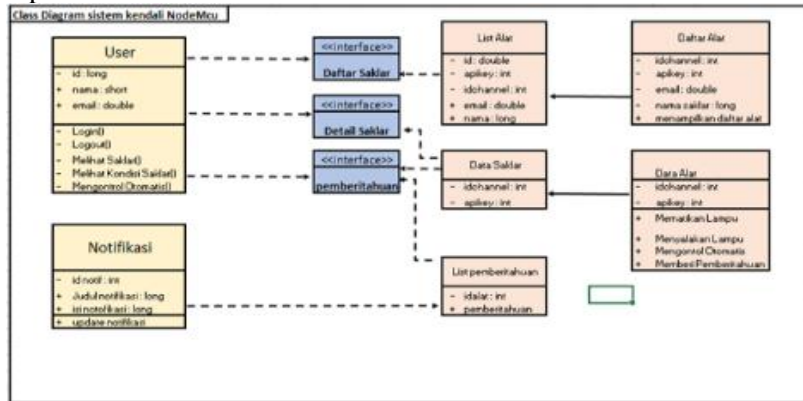 Class Diagram sistem kendali NodeMcu
User
- id : long
+ nama : short
+ email : double
- Login()
- Logout()
- Melihat Saklar()
- Melihat Kondisi Saklar()
- Mengontrol Otomatis()
Notifikasi
- id notif : int
+ Judul notifikasi : long
+ isi notofikasi : long
+ update notifikasi
<<interface>>
Daftar Saklar
<<interface>>
Detail Saklar
<<interface>>
pemberitahuan
List Alat
- id : double
- apikey : int
- idchannel : int
+ email : double
+ nama : long
Data Saklar
- idchannel : int
- apikey : int
List pemberitahuan
- idalat : int
+ pemberitahuan
Daftar Alat
- idchannel : int
- apikey : int
- email : double
- nama saklar : long
+ menampilkan daftar alat
Data Alat
- idchannel : int
- apikey : int
+ Mematikan Lampu
+ Menyalakan Lampu
+ Mengontrol Otomatis
+ Memberi Pemberitahuan